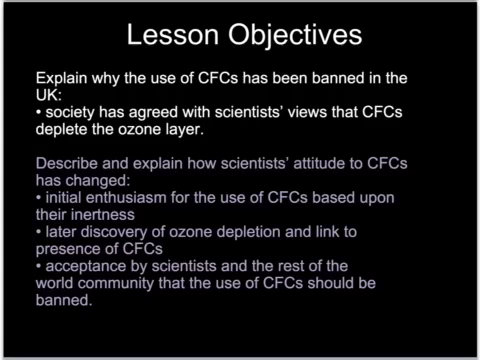 Lesson Objectives
Explain why the use of CFCs has been banned in the
UK:
• society has agreed with scientists' views that CFCs
deplete the ozone layer.
Describe and explain how scientists' attitude to CFCs
has changed:
• initial enthusiasm for the use of CFCs based upon
their inertness
• later discovery of ozone depletion and link to
presence of CFCs
• acceptance by scientists and the rest of the
world community that the use of CFCs should be
banned.